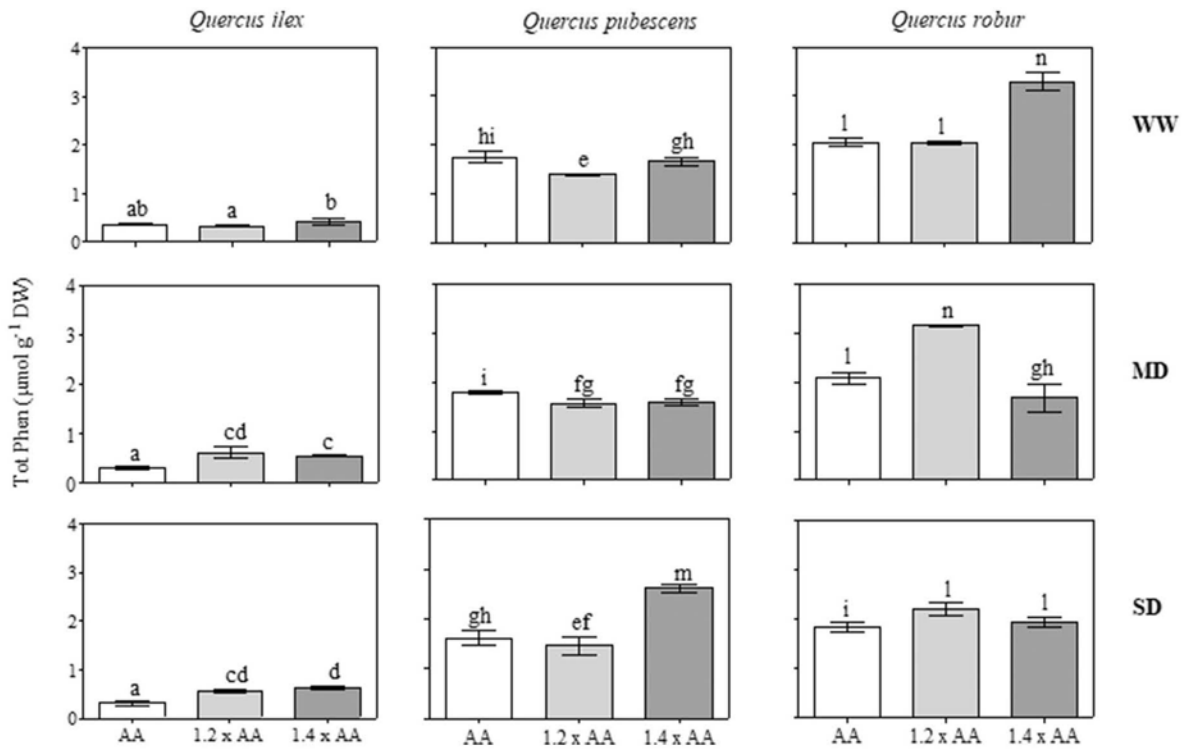 Quercus ilex Quercus pubescens Quercus robur
4
3
2
1
0
ab a b
hi e gh
l l n
WW
Tot Phen (µmol g⁻¹ DW)
4
3
2
1
0
a cd c
i fg fg
l n gh
MD
4
3
2
1
0
a cd d
gh ef m
i l l
SD
AA 1.2 x AA 1.4 x AA AA 1.2 x AA 1.4 x AA AA 1.2 x AA 1.4 x AA